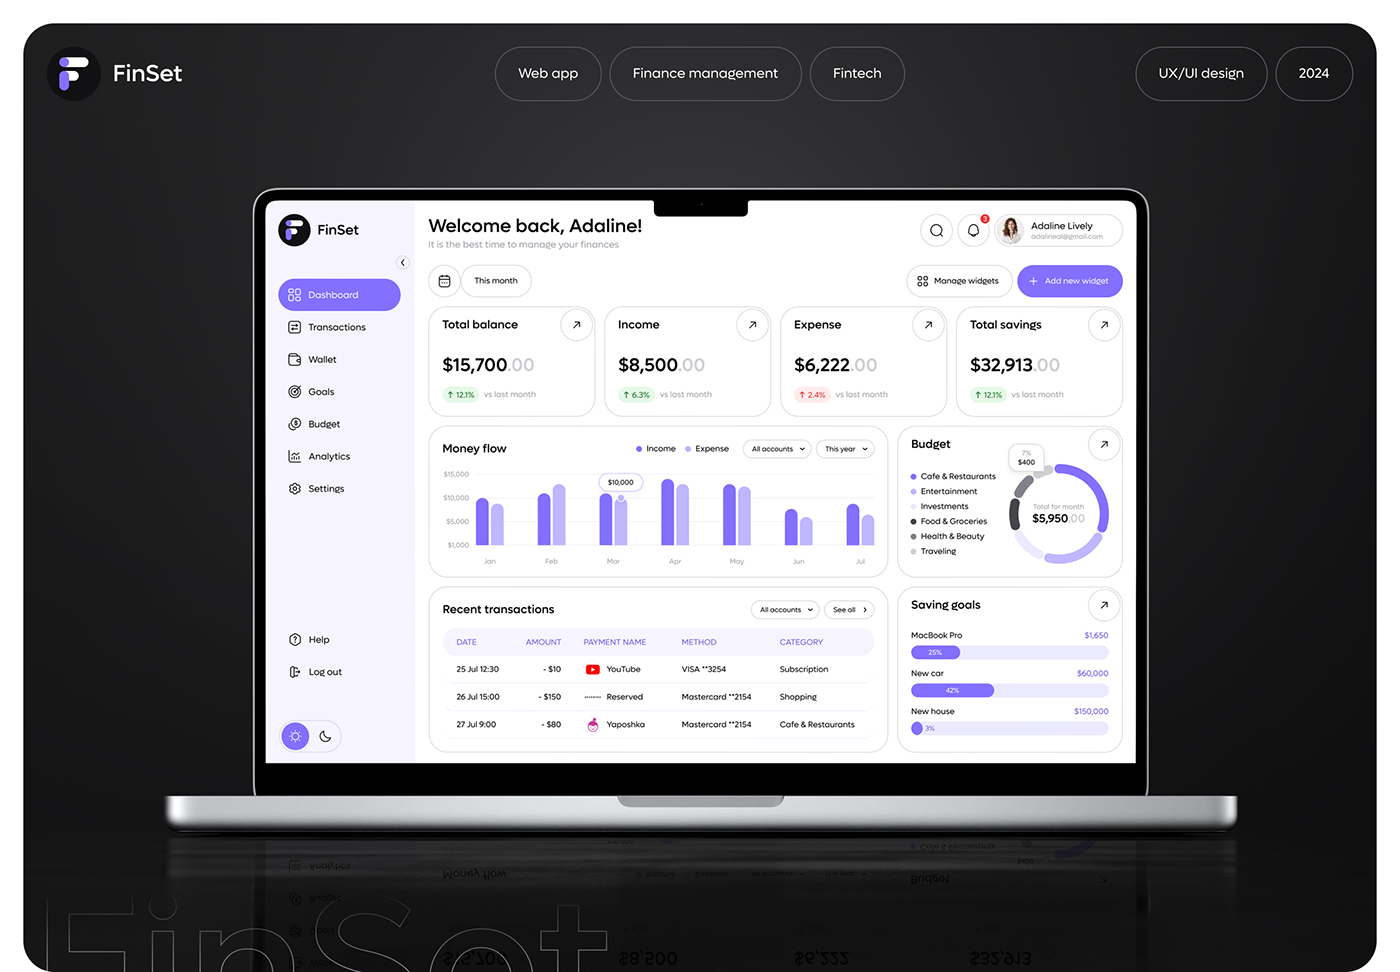 FinSet
Web app
Finance management
Fintech
UX/UI design
2024
FinSet
Welcome back, Adaline!
It is the best time to manage your finances
3
Adaline Lively
adalineal@gmail.com
This month
Manage widgets
+ Add new widget
Dashboard
Transactions
Wallet
Goals
Budget
Analytics
Settings
Help
Log out
Total balance
$15,700.00
↑ 12.1% vs last month
Income
$8,500.00
↑ 6.3% vs last month
Expense
$6,222.00
↑ 2.4% vs last month
Total savings
$32,913.00
↑ 12.1% vs last month
Money flow
Income
Expense
All accounts
This year
$15,000
$10,000
$5,000
$1,000
$10,000
Jan Feb Mar Apr May Jun Jul
Budget
Cafe & Restaurants
Entertainment
Investments
Food & Groceries
Health & Beauty
Traveling
7%
$400
Total for month
$5,950.00
Recent transactions
All accounts
See all
DATE AMOUNT PAYMENT NAME METHOD CATEGORY
25 Jul 12:30 - $10 YouTube VISA **3254 Subscription
26 Jul 15:00 - $150 Reserved Mastercard **2154 Shopping
27 Jul 9:00 - $80 Yaposhka Mastercard **2154 Cafe & Restaurants
Saving goals
MacBook Pro $1,650
25%
New car $60,000
42%
New house $150,000
3%
FinSet